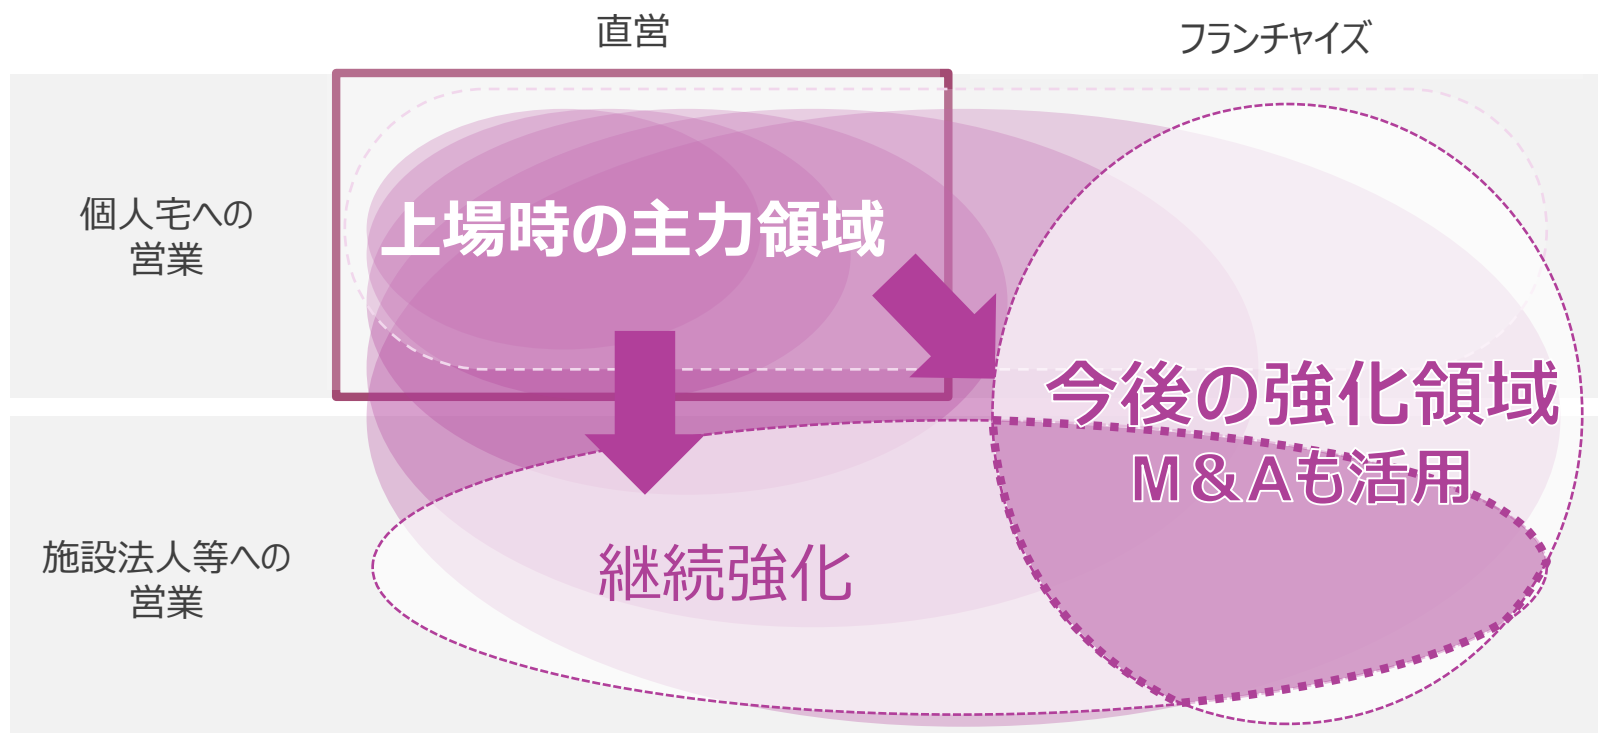 直営
フランチャイズ
個人宅への
営業
上場時の主力領域
今後の強化領域
M&Aも活用
施設法人等への
営業
継続強化